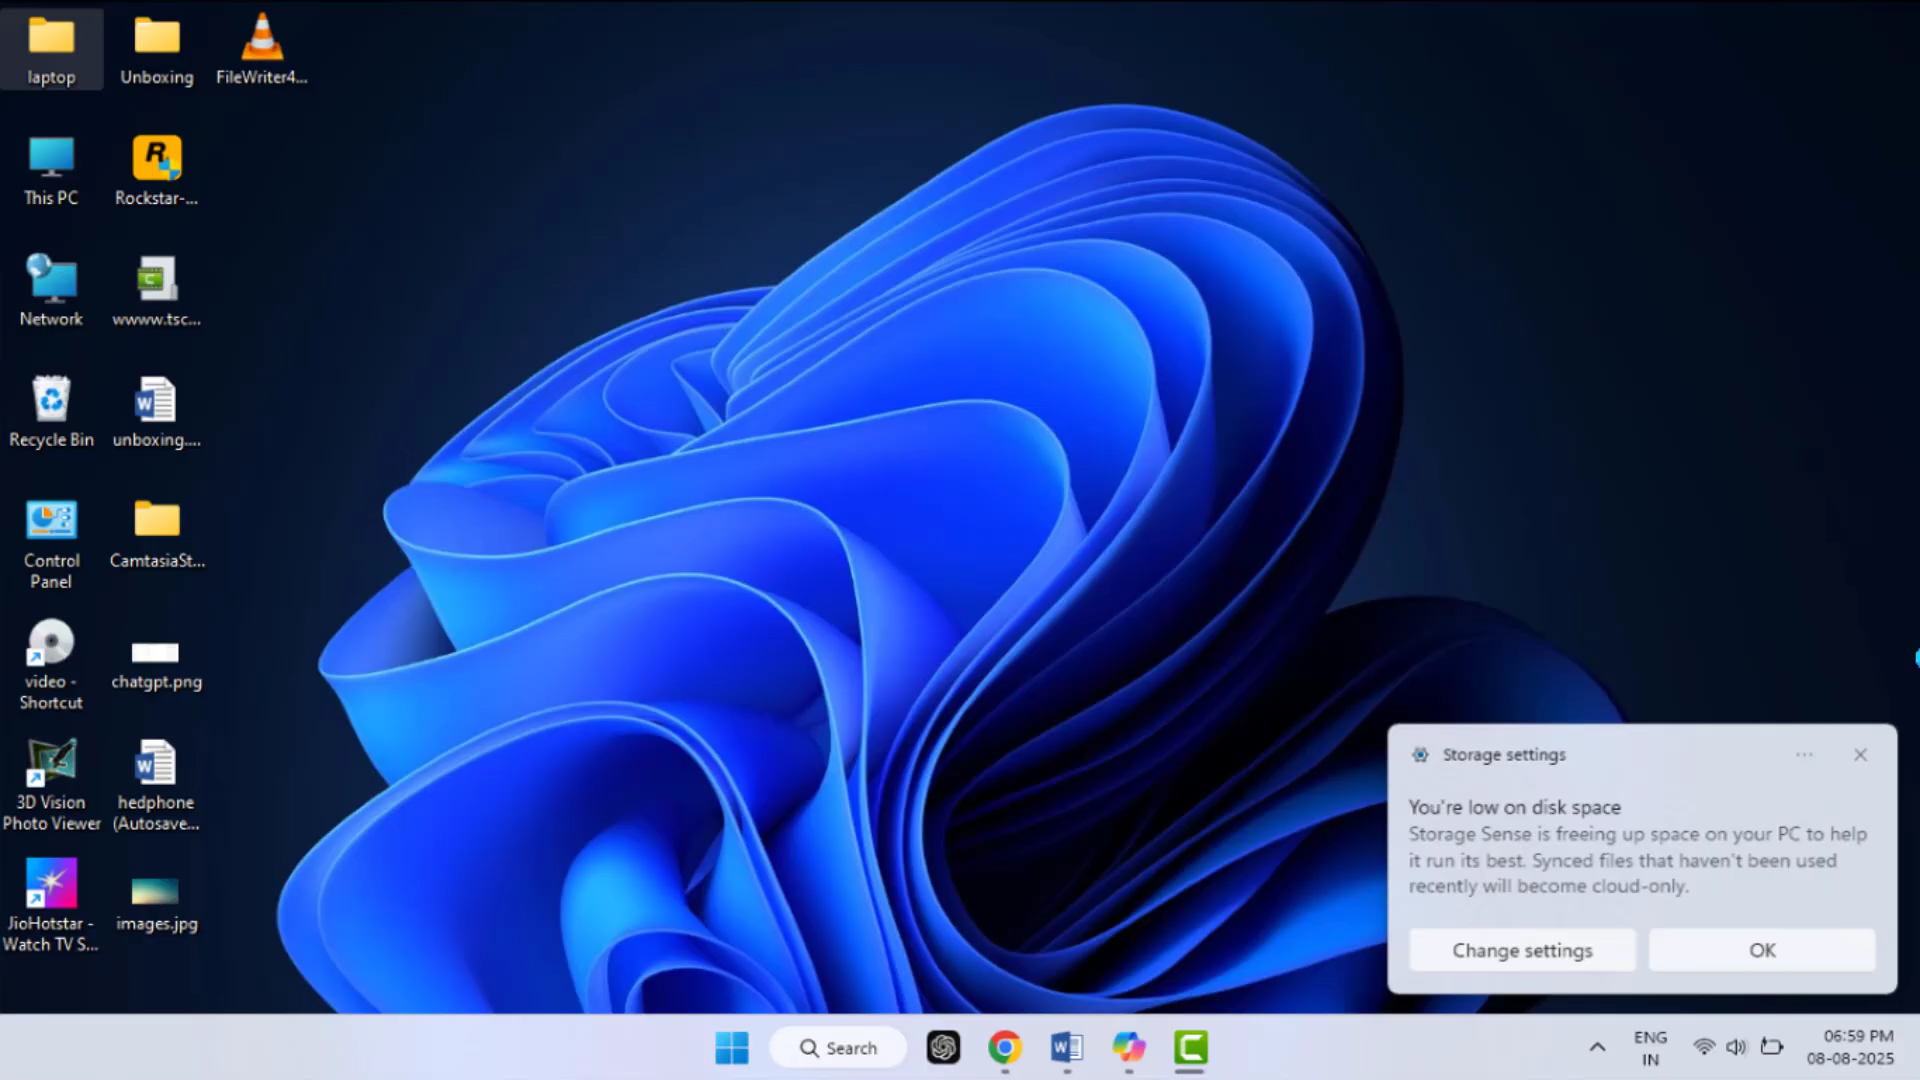 laptop
Unboxing
FileWriter4...
This PC
Rockstar-...
Network
wwww.tsc...
Recycle Bin
unboxing....
Control
Panel
CamtasiaSt...
video -
Shortcut
chatgpt.png
3D Vision
Photo Viewer
hedphone
(Autosave...
JioHotstar -
Watch TV S...
images.jpg
Storage settings
You're low on disk space
Storage Sense is freeing up space on your PC to help
it run its best. Synced files that haven't been used
recently will become cloud-only.
Change settings
OK
Search
ENG
IN
06:59 PM
08-08-2025